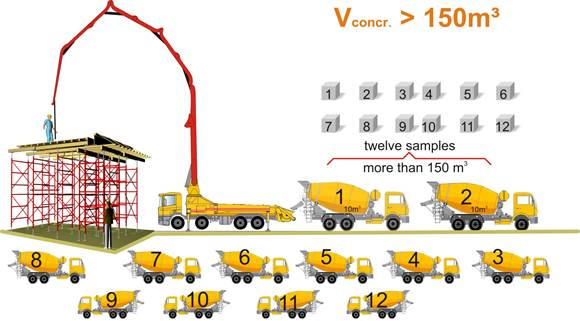 Vconcr. > 150m³
1 2 3 4 5 6
7 8 9 10 11 12
twelve samples
more than 150 m³
1 2
10m³ 10m³
8 7 6 5 4 3
9 10 11 12